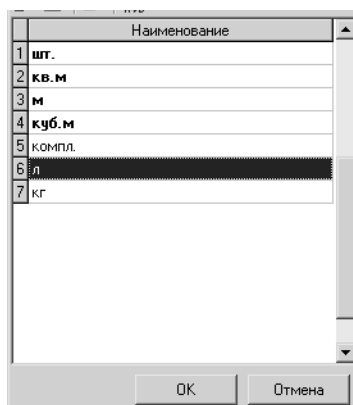 Наименование
1 шт.
2 кв.м
3 м
4 куб.м
5 компл.
6 л
7 кг
OK Отмена